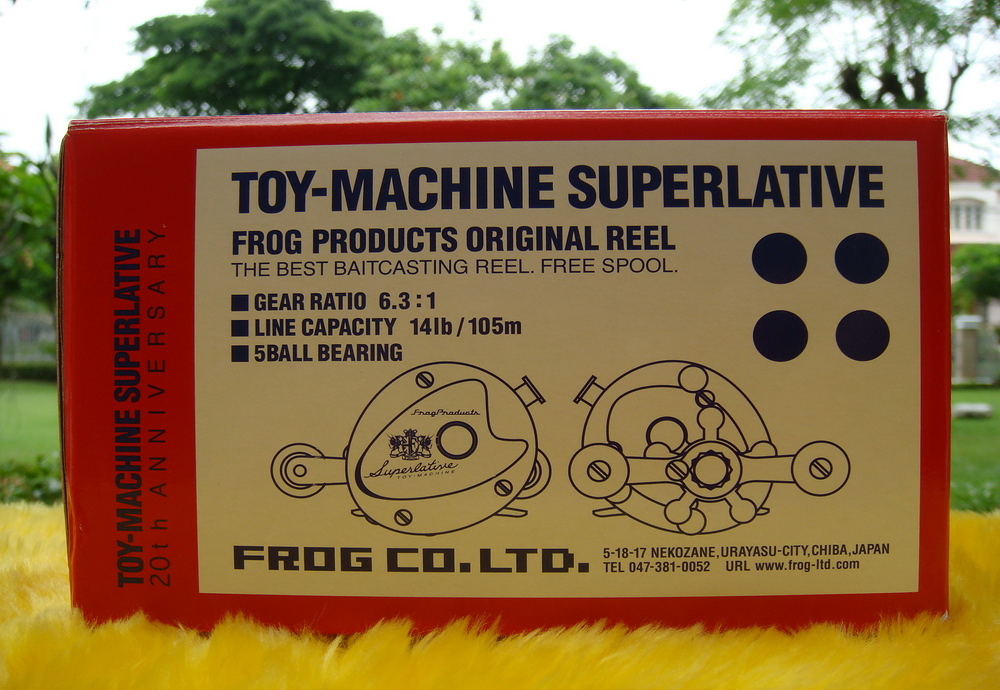 TOY-MACHINE SUPERLATIVE
20th ANNIVERSARY.
TOY-MACHINE SUPERLATIVE
FROG PRODUCTS ORIGINAL REEL
THE BEST BAITCASTING REEL. FREE SPOOL.
■ GEAR RATIO 6.3 : 1
■ LINE CAPACITY 14lb / 105m
■ 5BALL BEARING
FrogProducts
Superlative
TOY-MACHINE
FROG CO.LTD.
5-18-17 NEKOZANE, URAYASU-CITY, CHIBA, JAPAN
TEL 047-381-0052 URL www.frog-ltd.com